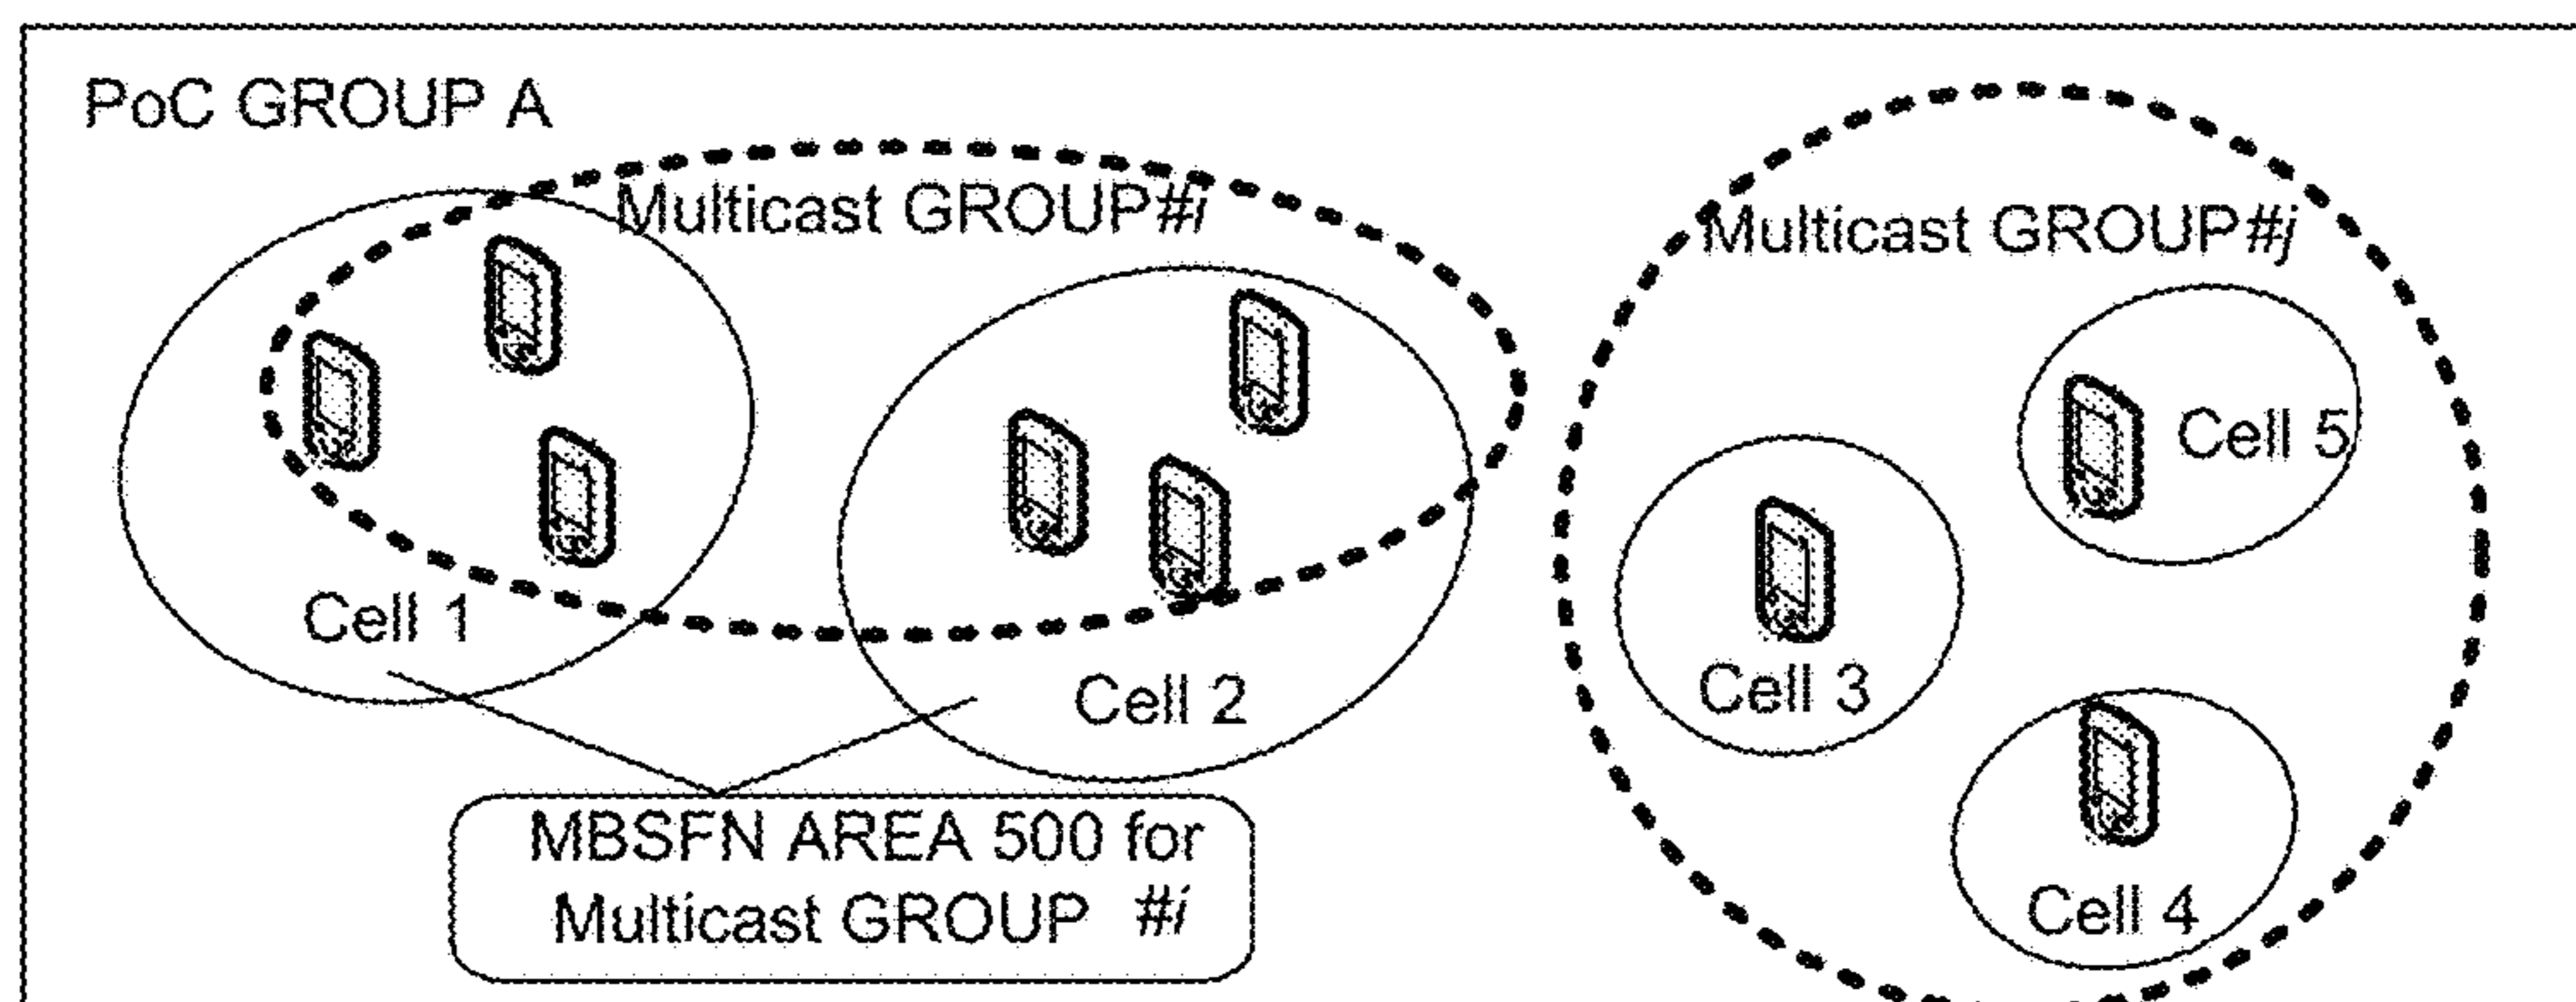 PoC GROUP A
Multicast GROUP#i
Multicast GROUP#j
Cell 5
Cell 1
Cell 3
Cell 2
MBSFN AREA 500 for
Multicast GROUP #i
Cell 4